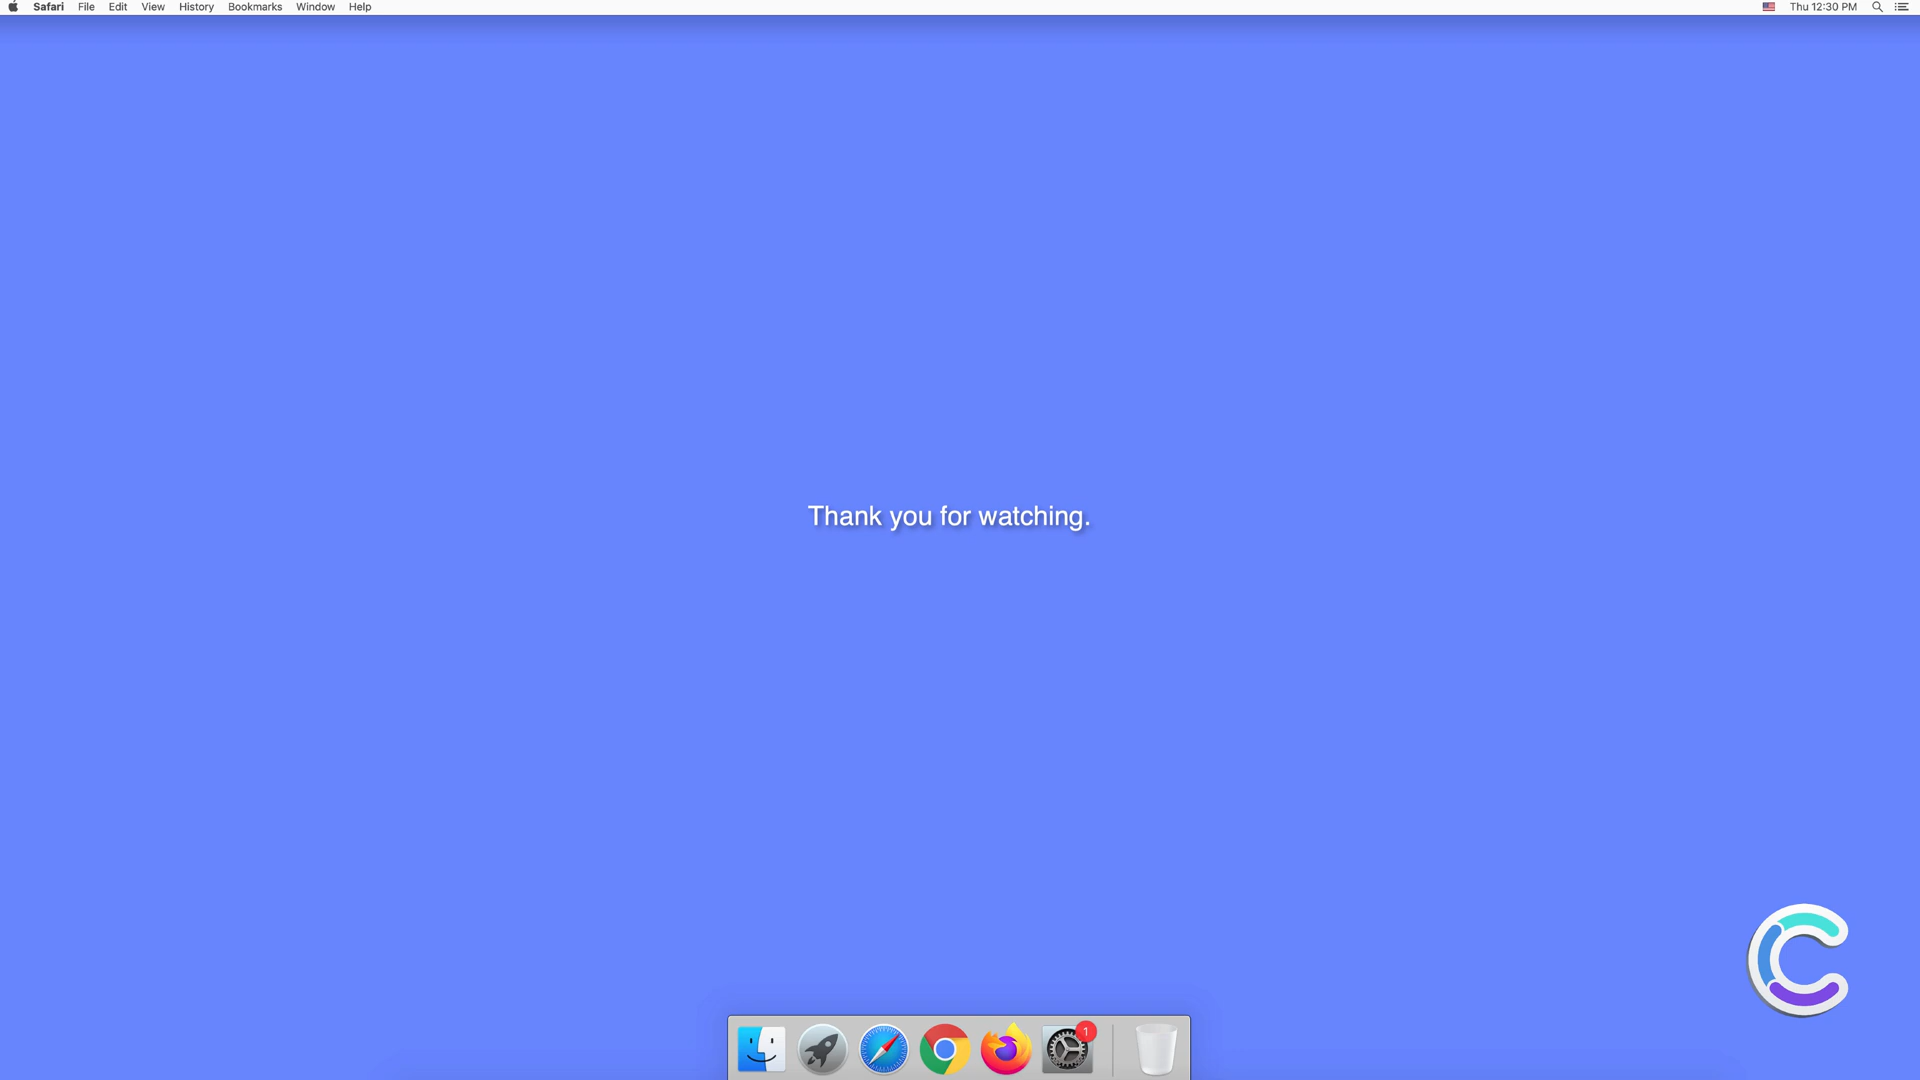 Safari File Edit View History Bookmarks Window Help Thu 12:30 PM
Thank you for watching.
1